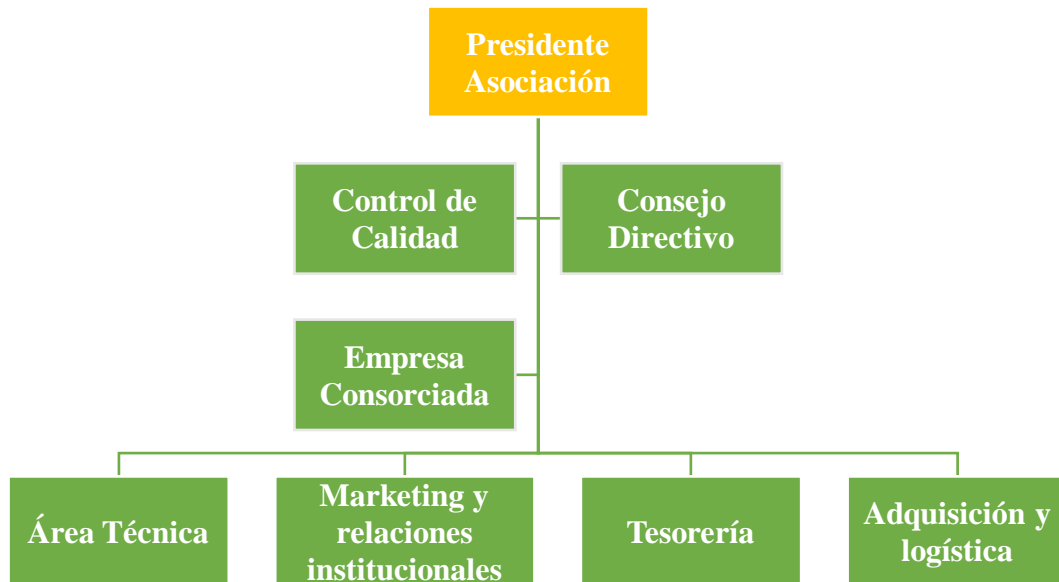 Presidente
Asociación
Control de
Calidad
Consejo
Directivo
Empresa
Consorciada
Área Técnica
Marketing y
relaciones
institucionales
Tesorería
Adquisición y
logística